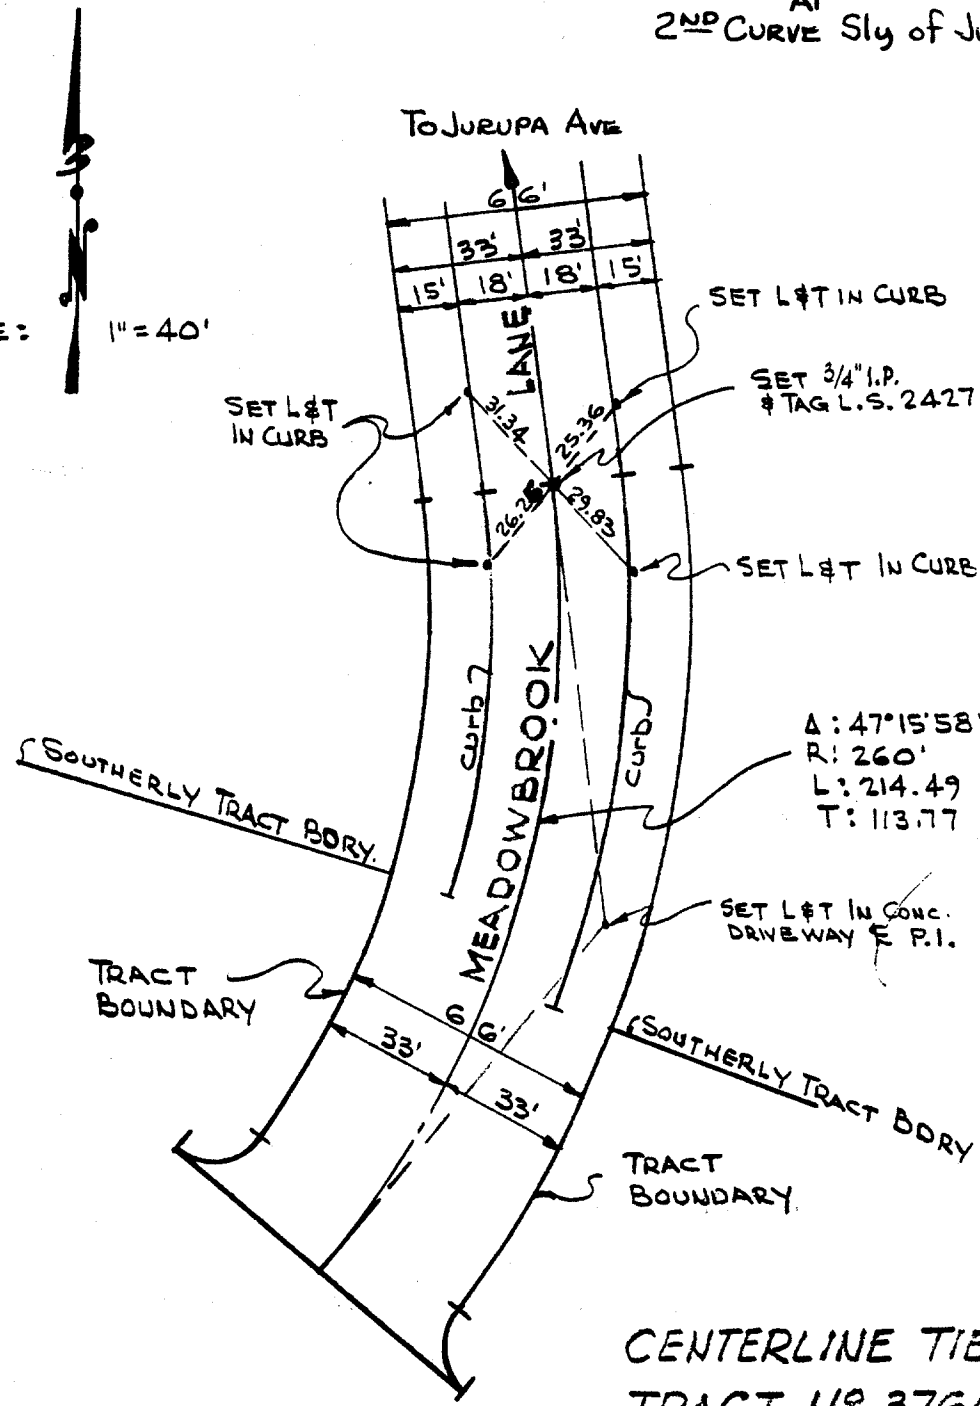 2ND CURVE Sly of
TO JURUPA AVE
66'
33' 33'
15' 18' 18' 15'
N
1"=40'
SET L&T IN CURB
SET 3/4" I.P.
& TAG L.S. 2427
SET L&T
IN CURB
LANE
31.34
25.36
29.83
SET L&T IN CURB
MEADOWBROOK
Curb
Curb
Δ: 47°15'58"
R: 260'
L: 214.49
T: 113.77
SOUTHERLY TRACT BDRY.
SET L&T IN CONC.
DRIVEWAY @ P.I.
TRACT
BOUNDARY
66'
33'
33'
SOUTHERLY TRACT BDRY
TRACT
BOUNDARY
CENTERLINE TIE
TRACT No